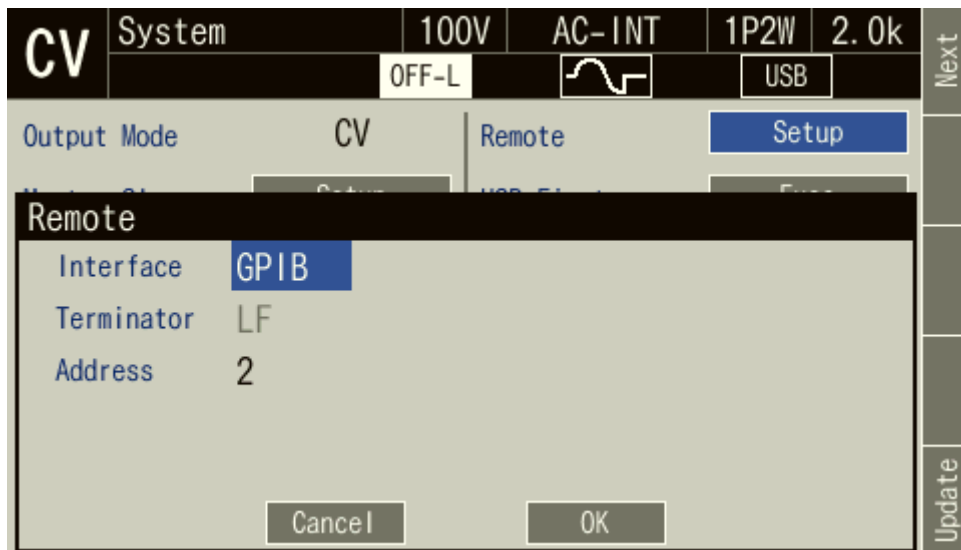 CV System 100V AC-INT 1P2W 2.0k
OFF-L USB
Next
Output Mode CV Remote Setup
Remote
Interface GPIB
Terminator LF
Address 2
Cancel OK
Update